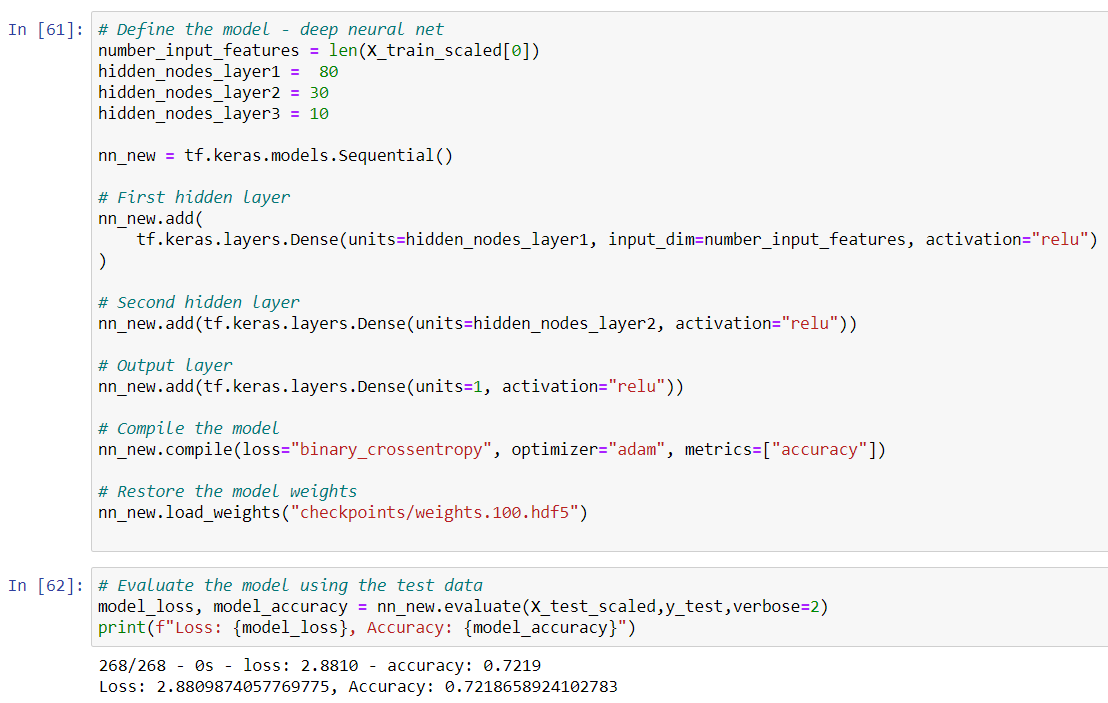 In [61]: # Define the model - deep neural net
number_input_features = len(X_train_scaled[0])
hidden_nodes_layer1 =  80
hidden_nodes_layer2 = 30
hidden_nodes_layer3 = 10
nn_new = tf.keras.models.Sequential()
# First hidden layer
nn_new.add(
    tf.keras.layers.Dense(units=hidden_nodes_layer1, input_dim=number_input_features, activation="relu")
)
# Second hidden layer
nn_new.add(tf.keras.layers.Dense(units=hidden_nodes_layer2, activation="relu"))
# Output layer
nn_new.add(tf.keras.layers.Dense(units=1, activation="relu"))
# Compile the model
nn_new.compile(loss="binary_crossentropy", optimizer="adam", metrics=["accuracy"])
# Restore the model weights
nn_new.load_weights("checkpoints/weights.100.hdf5")
In [62]: # Evaluate the model using the test data
model_loss, model_accuracy = nn_new.evaluate(X_test_scaled,y_test,verbose=2)
print(f"Loss: {model_loss}, Accuracy: {model_accuracy}")
268/268 - 0s - loss: 2.8810 - accuracy: 0.7219
Loss: 2.8809874057769775, Accuracy: 0.7218658924102783